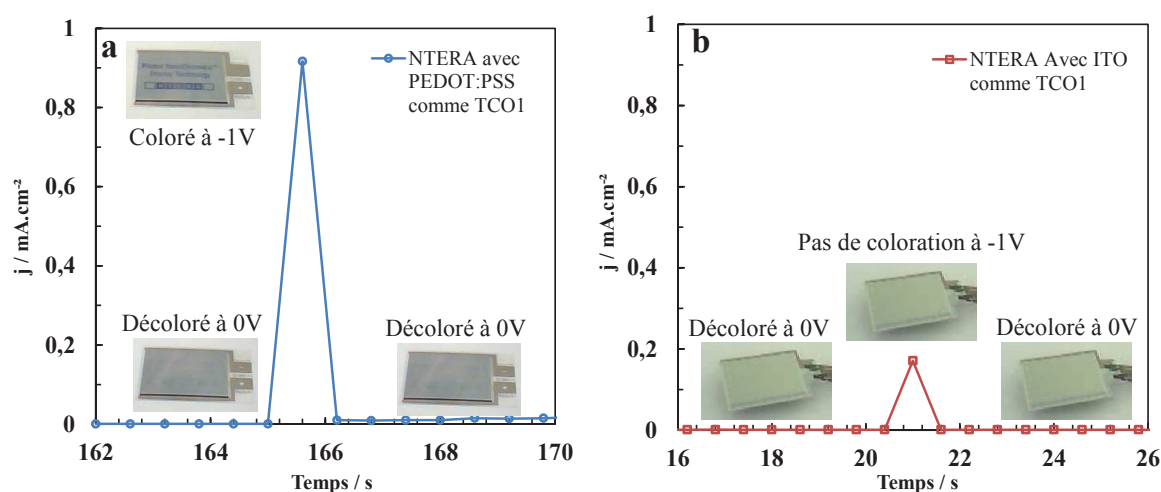 a
NTERA avec
PEDOT:PSS
comme TCO1
Display Technology
Coloré à -1V
Décoloré à 0V
Décoloré à 0V
1
0,8
0,6
0,4
0,2
0
j / mA.cm-²
162 164 166 168 170
Temps / s
b
NTERA Avec ITO
comme TCO1
Pas de coloration à -1V
Décoloré à 0V
Décoloré à 0V
1
0,8
0,6
0,4
0,2
0
j / mA.cm-²
16 18 20 22 24 26
Temps / s